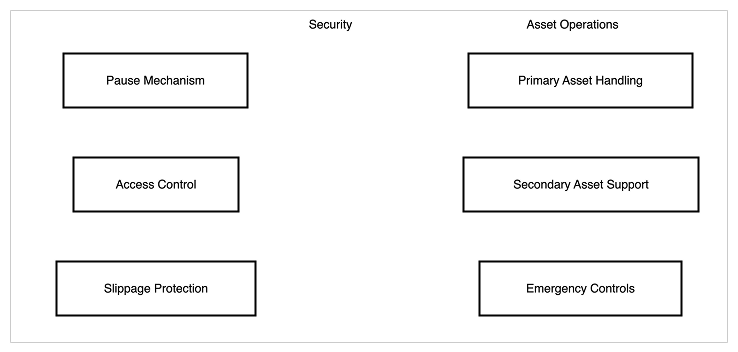 Security
Asset Operations
Pause Mechanism
Primary Asset Handling
Access Control
Secondary Asset Support
Slippage Protection
Emergency Controls